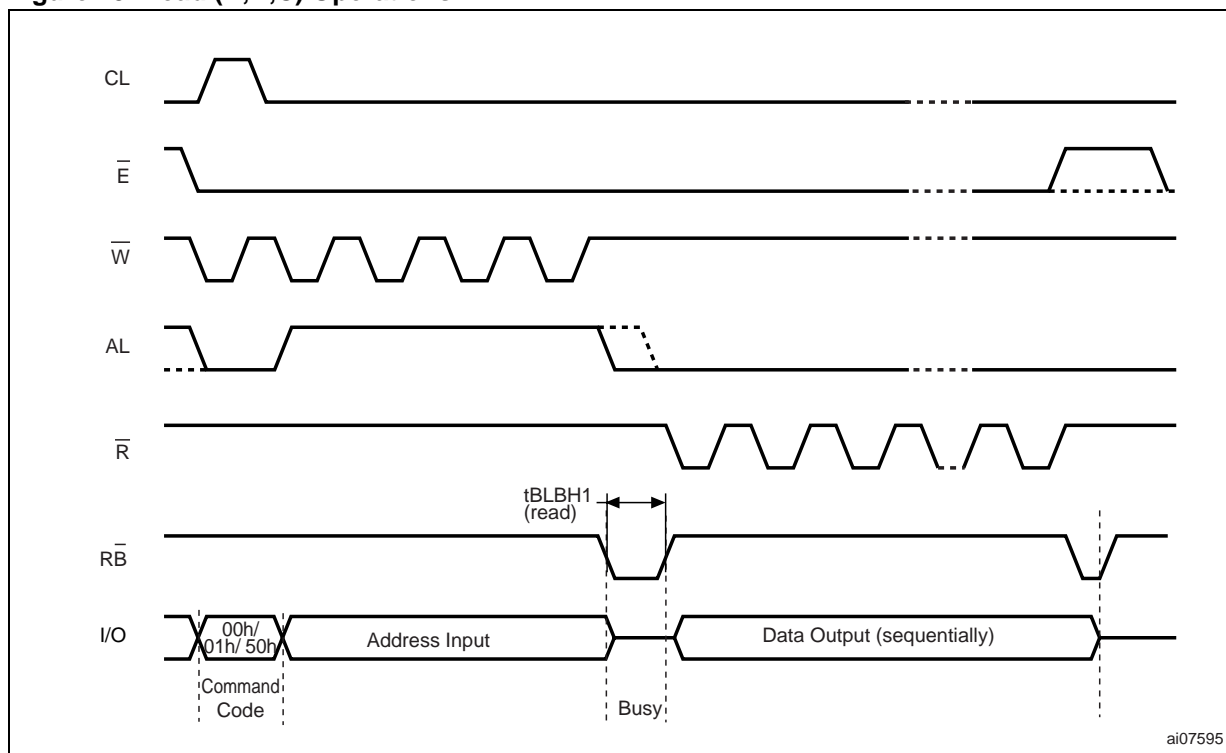 CL
E
W
AL
R
tBLBH1
(read)
RB
I/O
00h/
01h/ 50h
Address Input
Data Output (sequentially)
Command
Code
Busy
ai07595